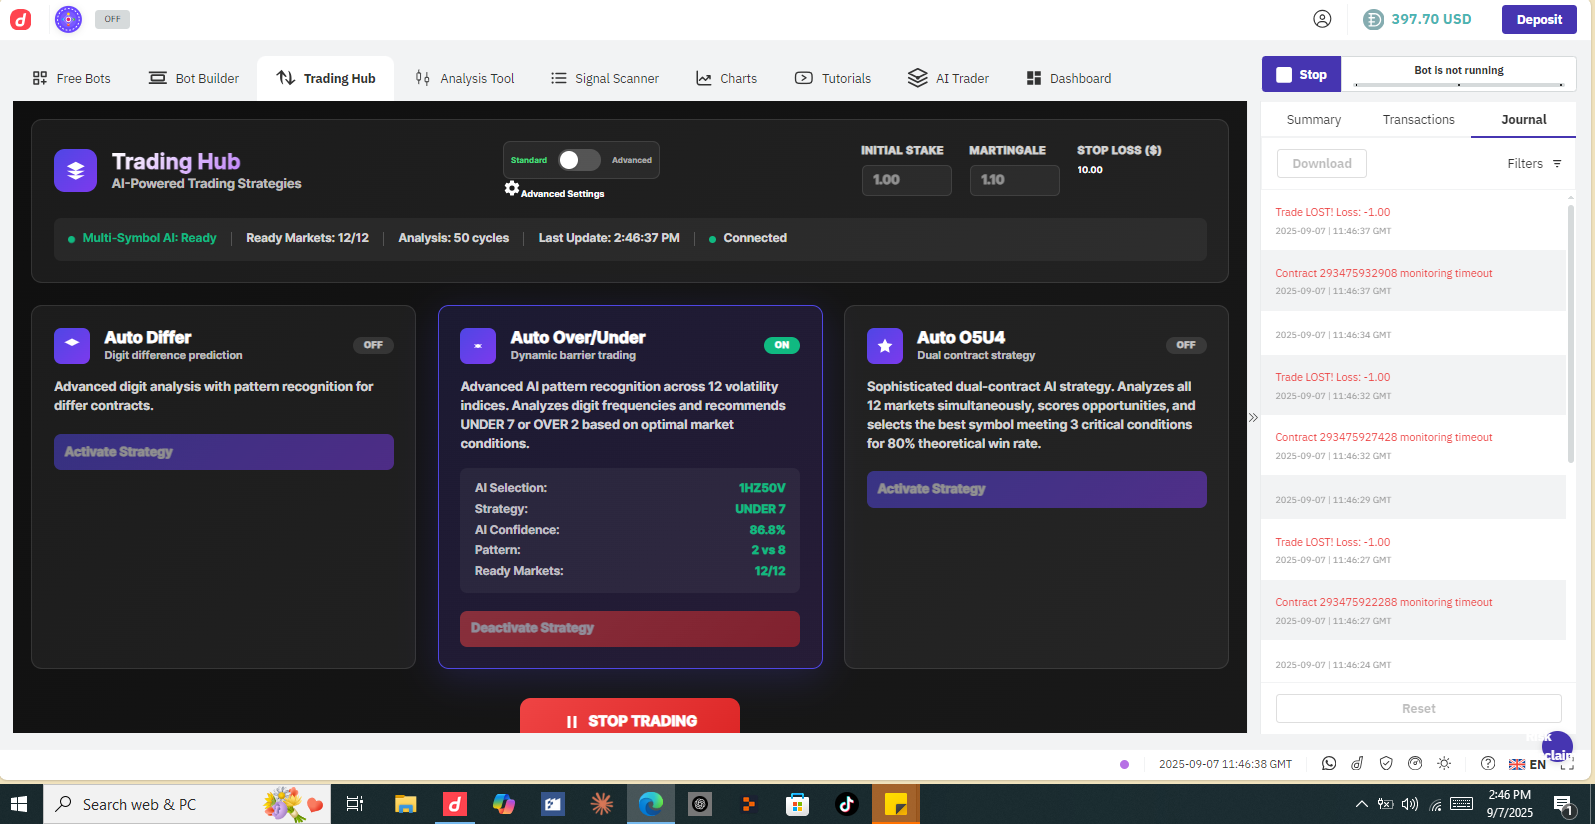 OFF
397.70 USD
Deposit
Free Bots
Bot Builder
Trading Hub
Analysis Tool
Signal Scanner
Charts
Tutorials
AI Trader
Dashboard
Stop
Bot is not running
Trading Hub
AI-Powered Trading Strategies
Standard
Advanced
Advanced Settings
INITIAL STAKE
MARTINGALE
STOP LOSS ($)
1.00
1.10
10.00
Multi-Symbol AI: Ready
Ready Markets: 12/12
Analysis: 50 cycles
Last Update: 2:46:37 PM
Connected
Auto Differ
Digit difference prediction
OFF
Advanced digit analysis with pattern recognition for
differ contracts.
Activate Strategy
Auto Over/Under
Dynamic barrier trading
ON
Advanced AI pattern recognition across 12 volatility
indices. Analyzes digit frequencies and recommends
UNDER 7 or OVER 2 based on optimal market
conditions.
AI Selection: 1HZ50V
Strategy: UNDER 7
AI Confidence: 86.8%
Pattern: 2 vs 8
Ready Markets: 12/12
Deactivate Strategy
Auto O5U4
Dual contract strategy
OFF
Sophisticated dual-contract AI strategy. Analyzes all
12 markets simultaneously, scores opportunities, and
selects the best symbol meeting 3 critical conditions
for 80% theoretical win rate.
Activate Strategy
STOP TRADING
Summary
Transactions
Journal
Download
Filters
Trade LOST! Loss: -1.00
2025-09-07 | 11:46:37 GMT
Contract 293475932908 monitoring timeout
2025-09-07 | 11:46:37 GMT
2025-09-07 | 11:46:34 GMT
Trade LOST! Loss: -1.00
2025-09-07 | 11:46:32 GMT
Contract 293475927428 monitoring timeout
2025-09-07 | 11:46:32 GMT
2025-09-07 | 11:46:29 GMT
Trade LOST! Loss: -1.00
2025-09-07 | 11:46:27 GMT
Contract 293475922288 monitoring timeout
2025-09-07 | 11:46:27 GMT
2025-09-07 | 11:46:24 GMT
Reset
2025-09-07 11:46:38 GMT
EN
Search web & PC
2:46 PM
9/7/2025
1